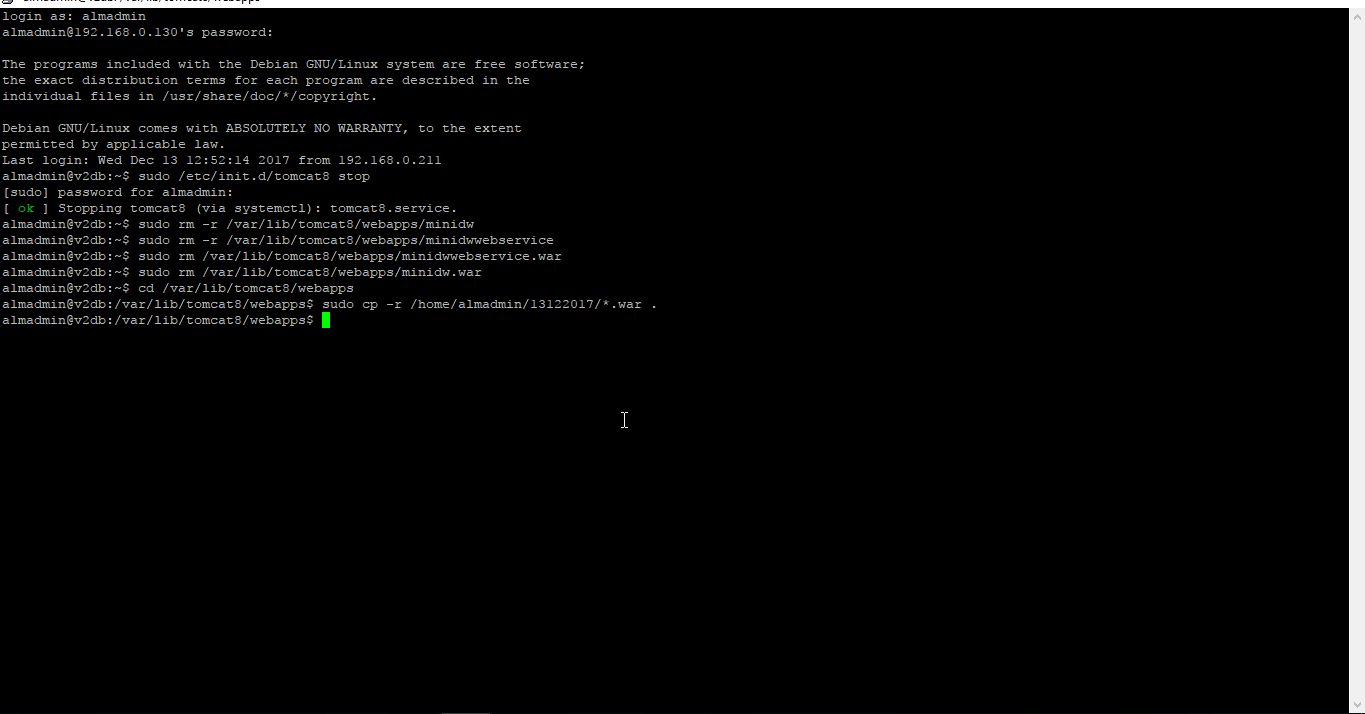 login as: almadmin
almadmin@192.168.0.130's password:
The programs included with the Debian GNU/Linux system are free software;
the exact distribution terms for each program are described in the
individual files in /usr/share/doc/*/copyright.
Debian GNU/Linux comes with ABSOLUTELY NO WARRANTY, to the extent
permitted by applicable law.
Last login: Wed Dec 13 12:52:14 2017 from 192.168.0.211
almadmin@v2db:~$ sudo /etc/init.d/tomcat8 stop
[sudo] password for almadmin:
[ ok ] Stopping tomcat8 (via systemctl): tomcat8.service.
almadmin@v2db:~$ sudo rm -r /var/lib/tomcat8/webapps/minidw
almadmin@v2db:~$ sudo rm -r /var/lib/tomcat8/webapps/minidwwebservice
almadmin@v2db:~$ sudo rm /var/lib/tomcat8/webapps/minidwwebservice.war
almadmin@v2db:~$ sudo rm /var/lib/tomcat8/webapps/minidw.war
almadmin@v2db:~$ cd /var/lib/tomcat8/webapps
almadmin@v2db:/var/lib/tomcat8/webapps$ sudo cp -r /home/almadmin/13122017/*.war .
almadmin@v2db:/var/lib/tomcat8/webapps$